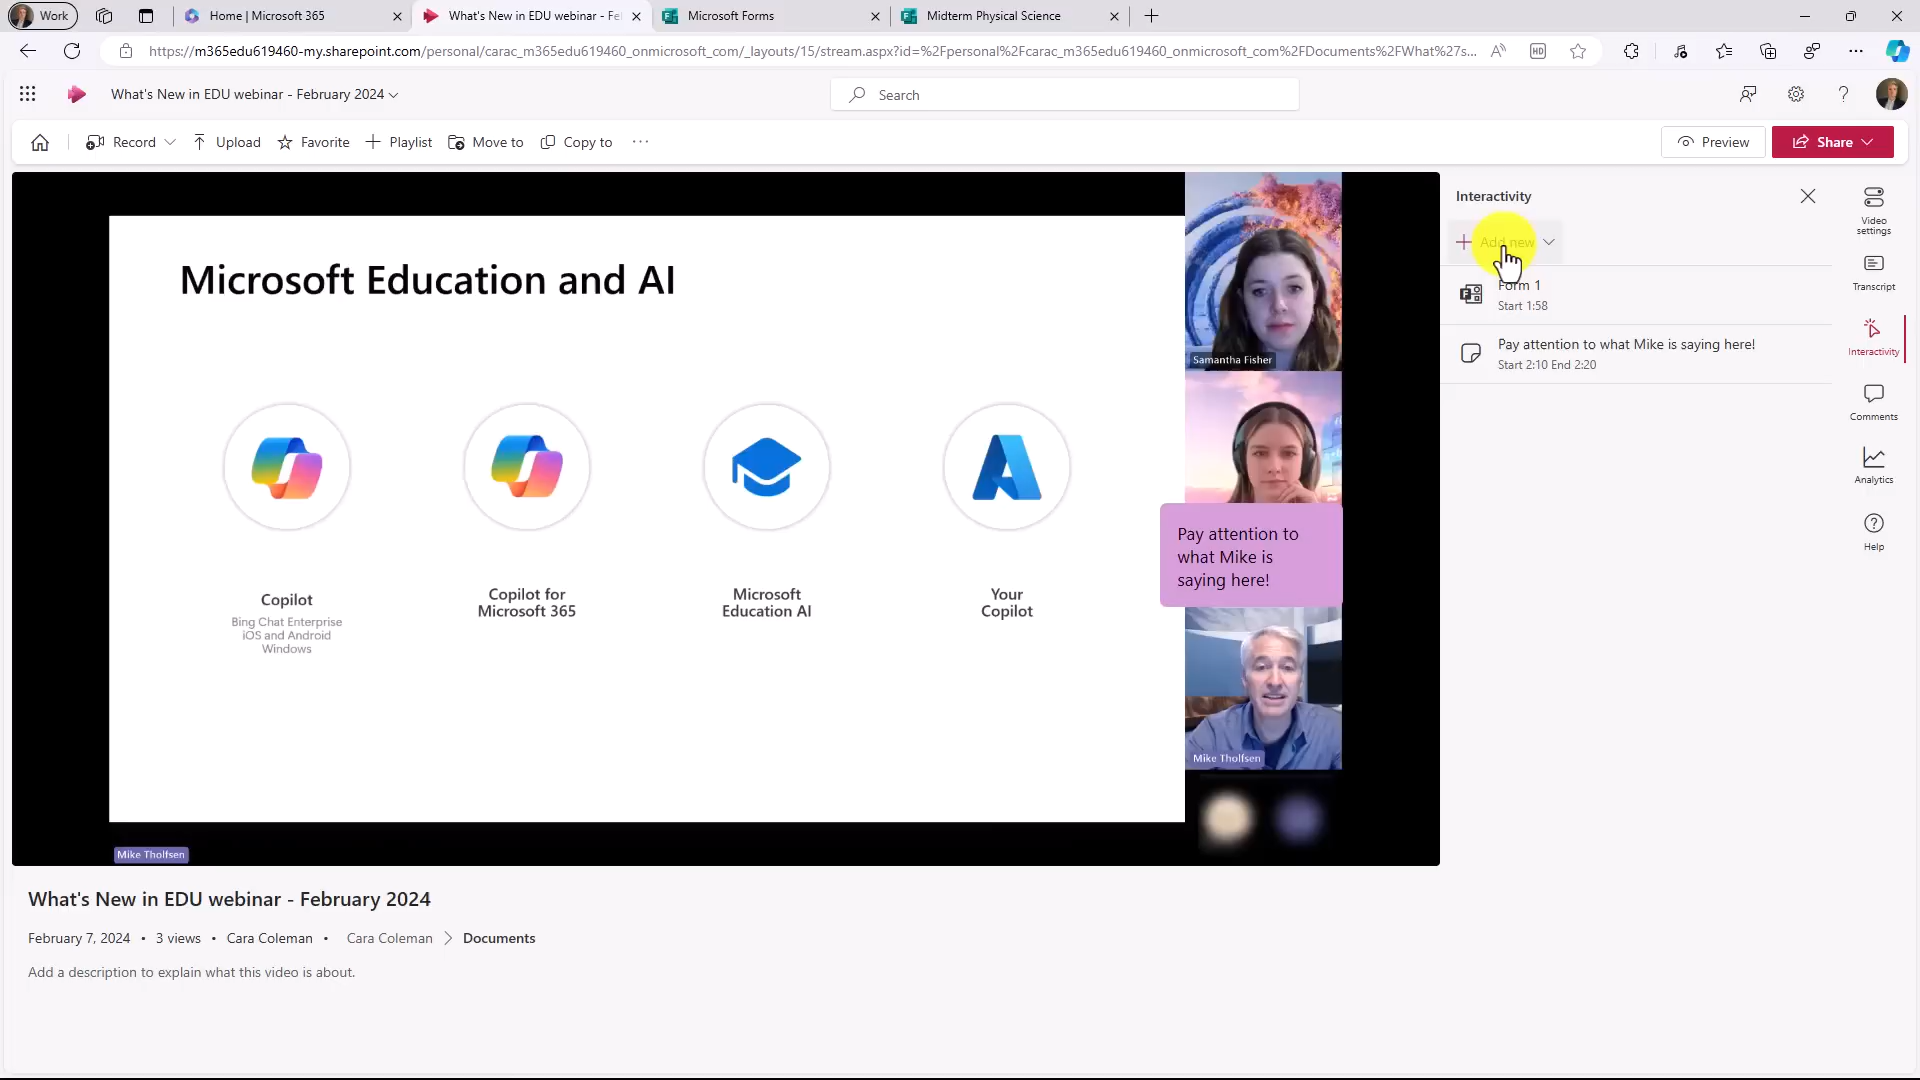 Work
Home | Microsoft 365
What's New in EDU webinar - Fe
Microsoft Forms
Midterm Physical Science
https://m365edu619460-my.sharepoint.com/personal/carac_m365edu619460_onmicrosoft_com/_layouts/15/stream.aspx?id=%2Fpersonal%2Fcarac_m365edu619460_onmicrosoft_com%2FDocuments%2FWhat%27s...
What's New in EDU webinar - February 2024
Search
Record
Upload
Favorite
Playlist
Move to
Copy to
Preview
Share
Microsoft Education and AI
Copilot
Bing Chat Enterprise
iOS and Android
Windows
Copilot for
Microsoft 365
Microsoft
Education AI
Your
Copilot
Samantha Fisher
Pay attention to
what Mike is
saying here!
Mike Tholfsen
Mike Tholfsen
Interactivity
Add new
Form 1
Start 1:58
Pay attention to what Mike is saying here!
Start 2:10 End 2:20
Video
settings
Transcript
Interactivity
Comments
Analytics
Help
What's New in EDU webinar - February 2024
February 7, 2024 • 3 views • Cara Coleman • Cara Coleman > Documents
Add a description to explain what this video is about.